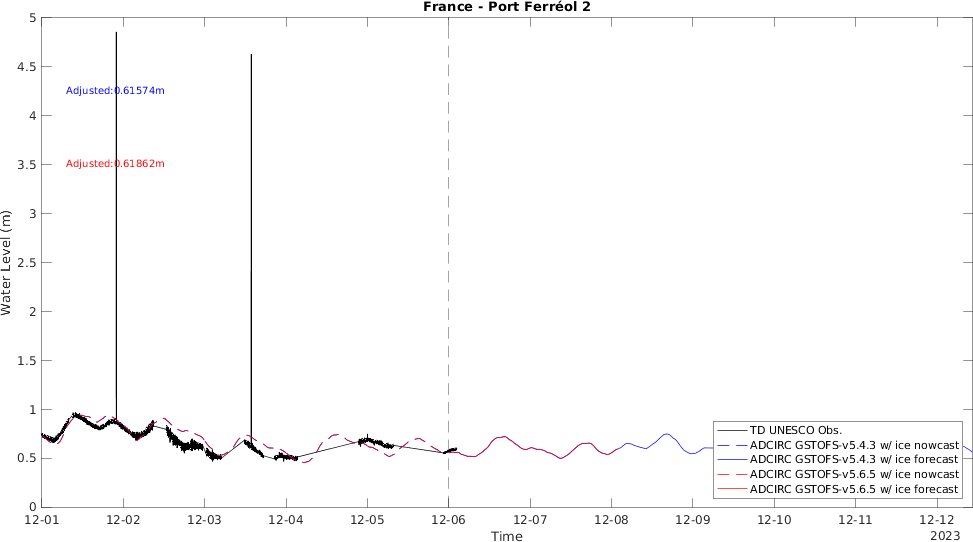 France - Port Ferréol 2
5
4.5
4
3.5
3
2.5
2
1.5
1
0.5
0
Water Level (m)
Adjusted:0.61574m
Adjusted:0.61862m
TD UNESCO Obs.
ADCIRC GSTOFS-v5.4.3 w/ ice nowcast
ADCIRC GSTOFS-v5.4.3 w/ ice forecast
ADCIRC GSTOFS-v5.6.5 w/ ice nowcast
ADCIRC GSTOFS-v5.6.5 w/ ice forecast
12-01 12-02 12-03 12-04 12-05 12-06 12-07 12-08 12-09 12-10 12-11 12-12
2023
Time